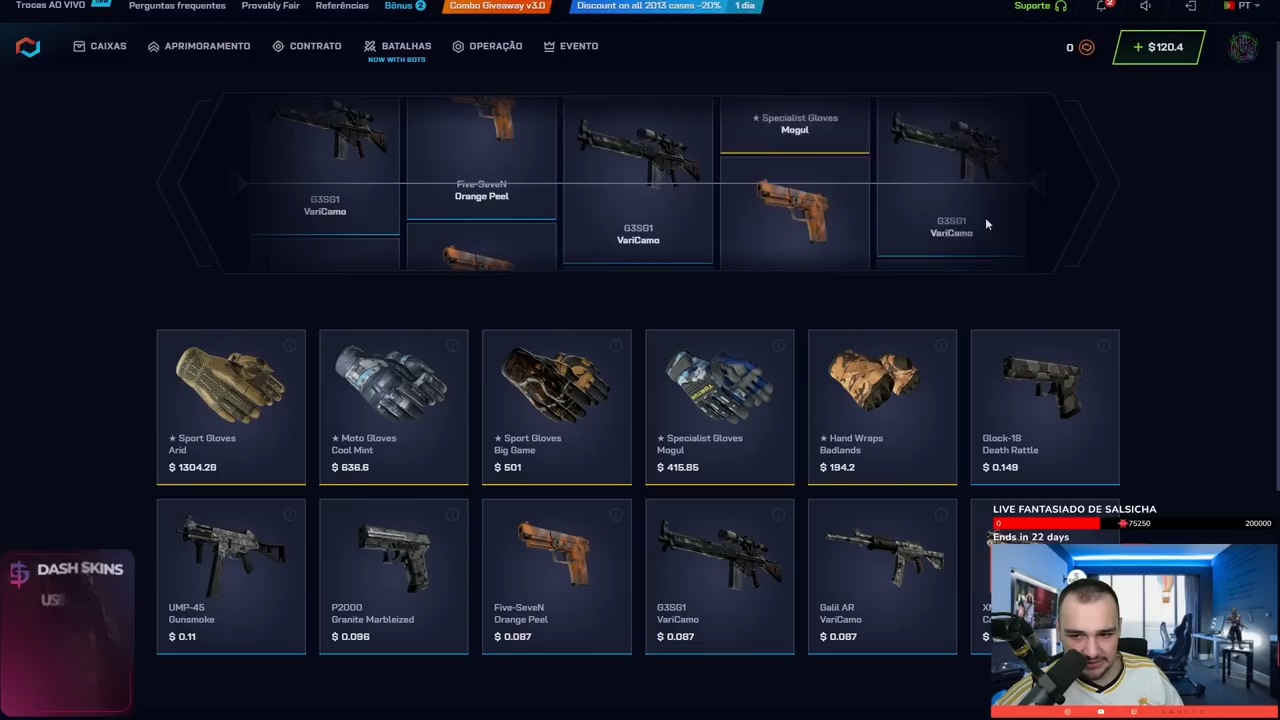 Trocas AO VIVO
Perguntas frequentes
Provably Fair
Referências
Bônus 2
Combo Giveaway v3.0
Discount on all 2013 cases -20%
1 dia
Suporte
2
PT
CAIXAS
APRIMORAMENTO
CONTRATO
BATALHAS
NOW WITH BOTS
OPERAÇÃO
EVENTO
0
+ $120.4
G3SG1
VariCamo
Five-SeveN
Orange Peel
G3SG1
VariCamo
★ Specialist Gloves
Mogul
G3SG1
VariCamo
★ Sport Gloves
Arid
$ 1304.28
★ Moto Gloves
Cool Mint
$ 636.6
★ Sport Gloves
Big Game
$ 501
★ Specialist Gloves
Mogul
$ 415.85
★ Hand Wraps
Badlands
$ 194.2
Glock-18
Death Rattle
$ 0.149
UMP-45
Gunsmoke
$ 0.11
P2000
Granite Marbleized
$ 0.096
Five-SeveN
Orange Peel
$ 0.087
G3SG1
VariCamo
$ 0.087
Galil AR
VariCamo
$ 0.087
LIVE FANTASIADO DE SALSICHA
0
75250
200000
Ends in 22 days
DASH SKINS